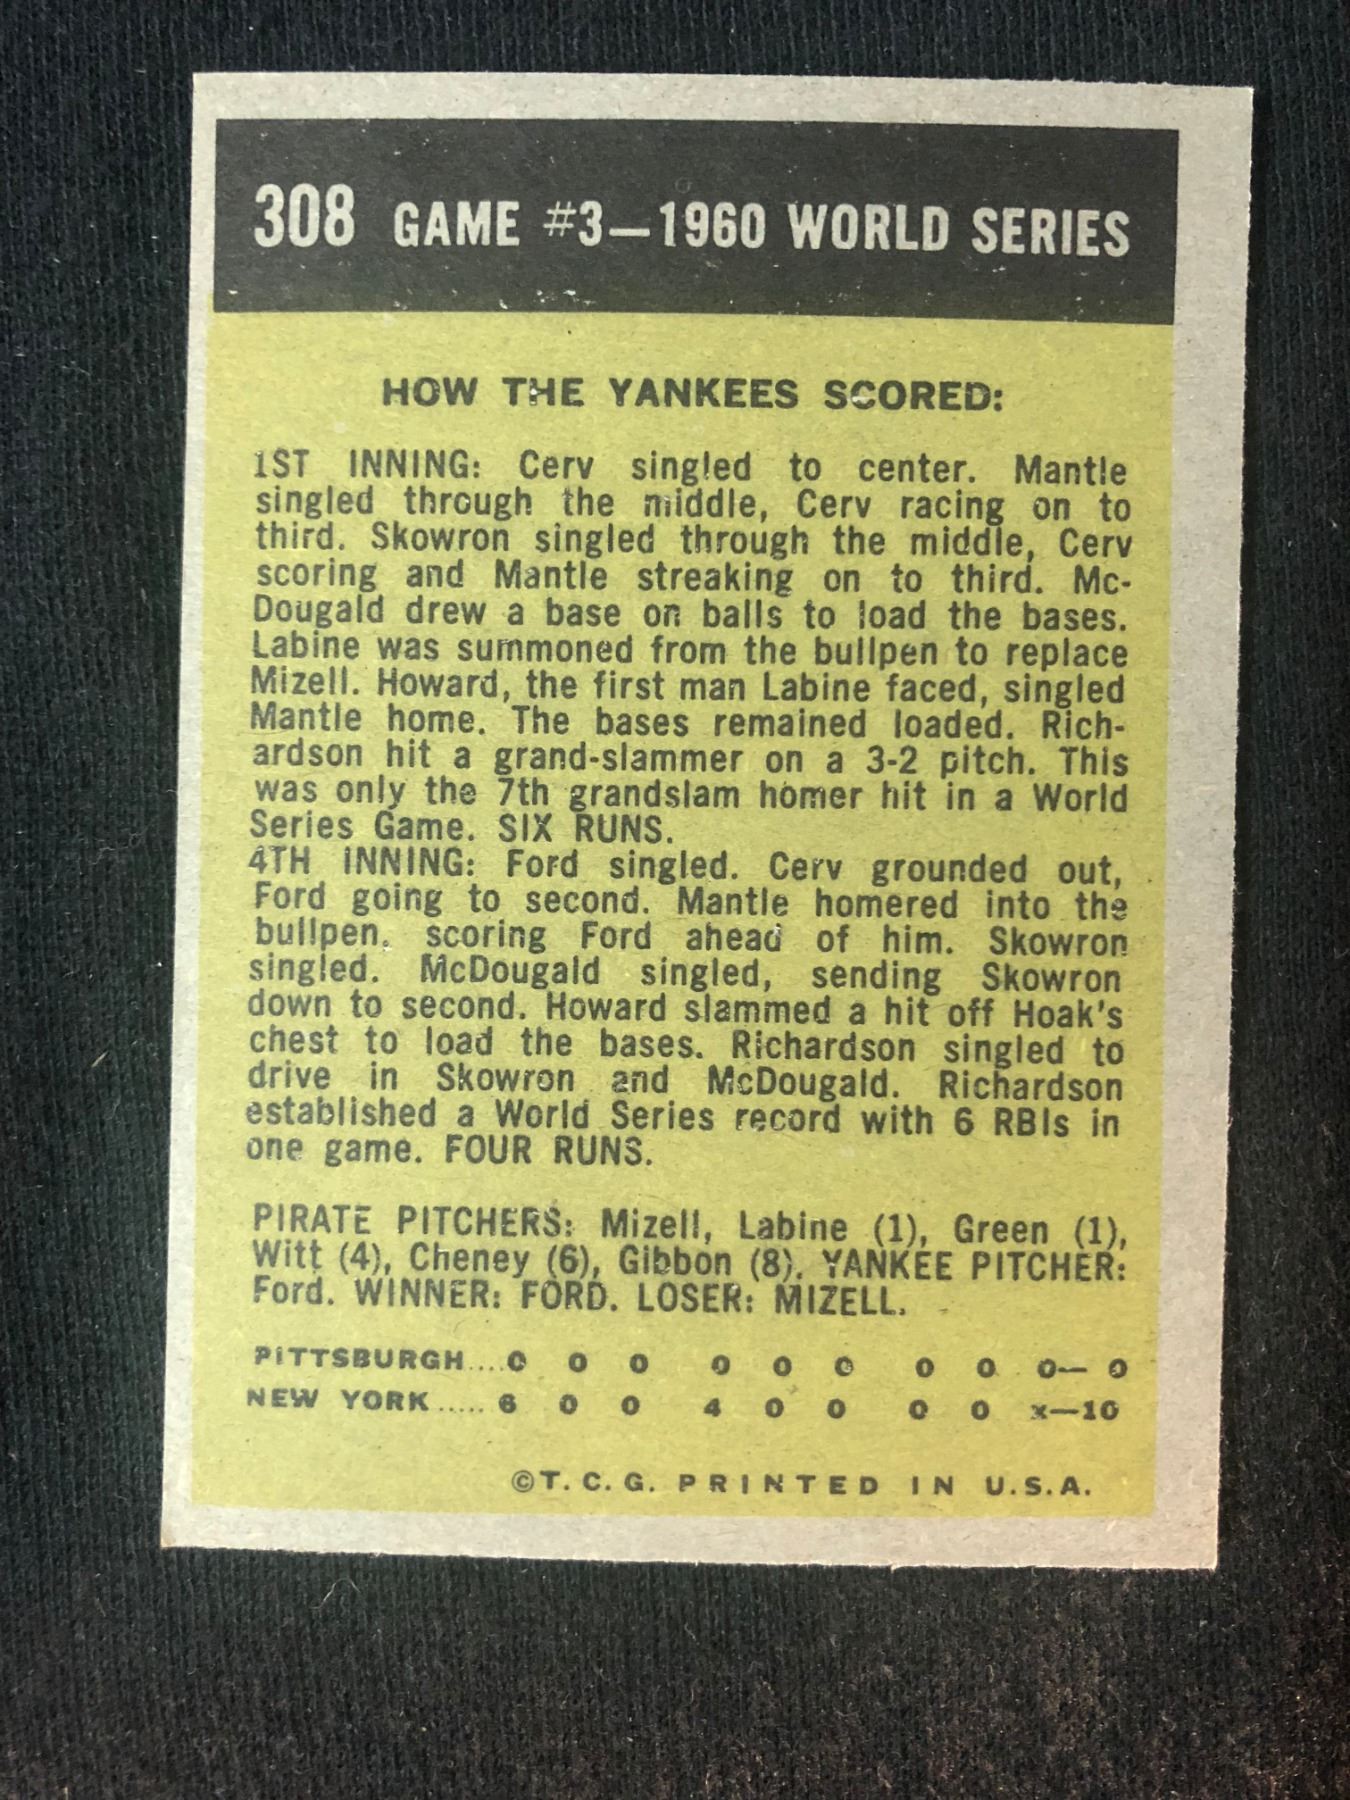 308 GAME #3—1960 WORLD SERIES
HOW THE YANKEES SCORED:
1ST INNING: Cerv singled to center. Mantle
singled through the middle, Cerv racing on to
third. Skowron singled through the middle, Cerv
scoring and Mantle streaking on to third. Mc-
Dougald drew a base on balls to load the bases.
Labine was summoned from the bullpen to replace
Mizell. Howard, the first man Labine faced, singled
Mantle home. The bases remained loaded. Rich-
ardson hit a grand-slammer on a 3-2 pitch. This
was only the 7th grandslam homer hit in a World
Series Game. SIX RUNS.
4TH INNING: Ford singled. Cerv grounded out,
Ford going to second. Mantle homered into the
bullpen, scoring Ford ahead of him. Skowron
singled. McDougald singled, sending Skowron
down to second. Howard slammed a hit off Hoak's
chest to load the bases. Richardson singled to
drive in Skowron and McDougald. Richardson
established a World Series record with 6 RBIs in
one game. FOUR RUNS.
PIRATE PITCHERS: Mizell, Labine (1), Green (1),
Witt (4), Cheney (6), Gibbon (8). YANKEE PITCHER:
Ford. WINNER: FORD. LOSER: MIZELL.
PITTSBURGH....0 0 0 0 0 0 0 0 0— 0
NEW YORK..... 6 0 0 4 0 0 0 0 x—10
©T. C. G. PRINTED IN U.S.A.